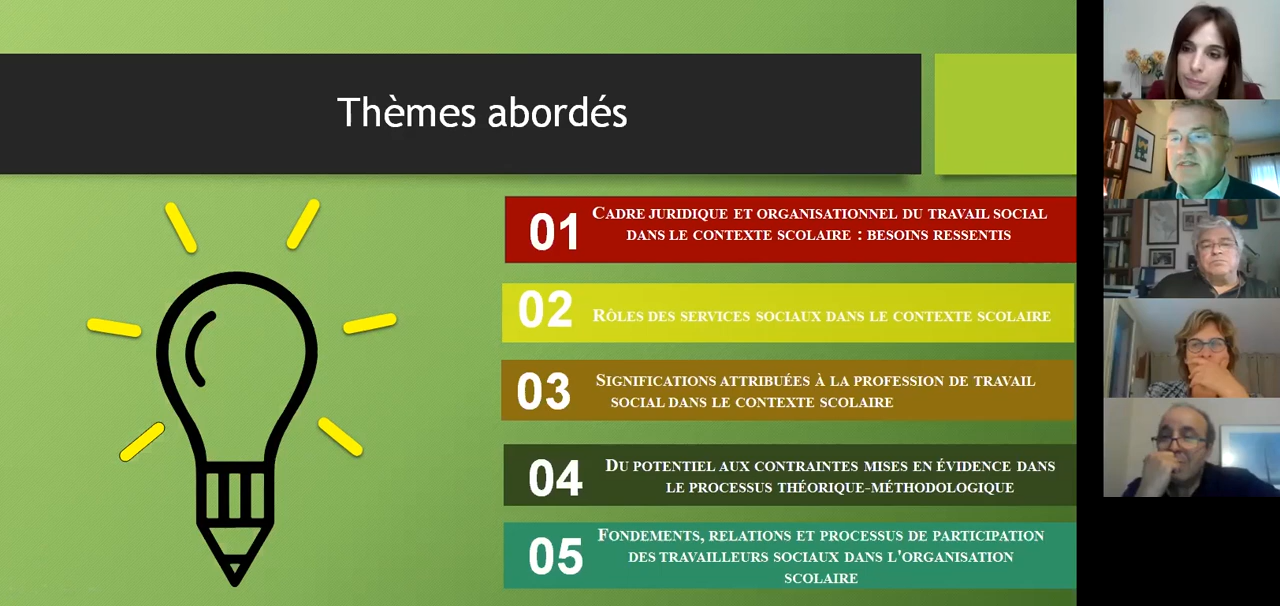 Thèmes abordés
01
CADRE JURIDIQUE ET ORGANISATIONNEL DU TRAVAIL SOCIAL
DANS LE CONTEXTE SCOLAIRE : BESOINS RESSENTIS
02
RÔLES DES SERVICES SOCIAUX DANS LE CONTEXTE SCOLAIRE
03
SIGNIFICATIONS ATTRIBUÉES À LA PROFESSION DE TRAVAIL
SOCIAL DANS LE CONTEXTE SCOLAIRE
04
DU POTENTIEL AUX CONTRAINTES MISES EN ÉVIDENCE DANS
LE PROCESSUS THÉORIQUE-MÉTHODOLOGIQUE
05
FONDEMENTS, RELATIONS ET PROCESSUS DE PARTICIPATION
DES TRAVAILLEURS SOCIAUX DANS L'ORGANISATION
SCOLAIRE